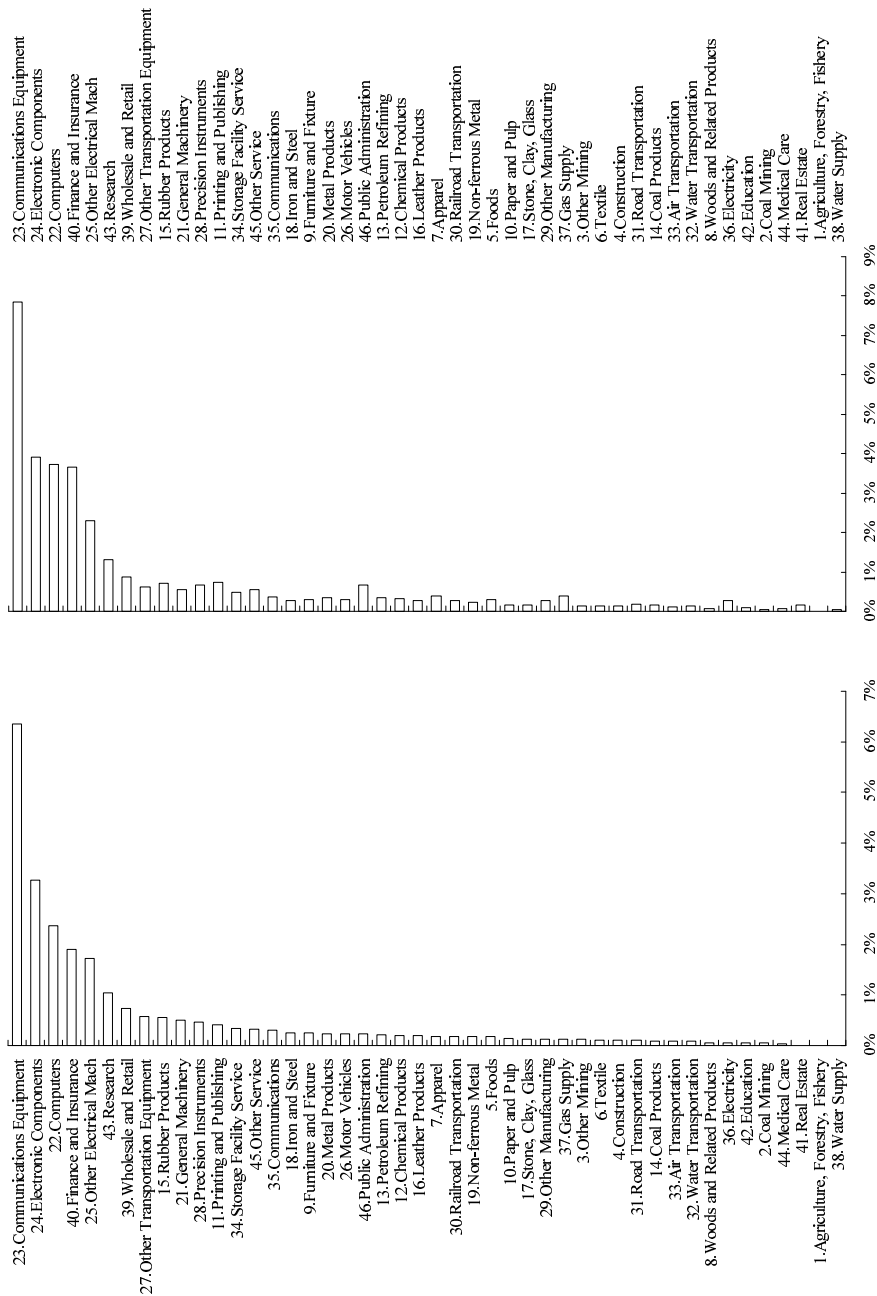 23.Communications Equipment
24.Electronic Components
22.Computers
40.Finance and Insurance
25.Other Electrical Mach
43.Research
39.Wholesale and Retail
27.Other Transportation Equipment
15.Rubber Products
21.General Machinery
28.Precision Instruments
11.Printing and Publishing
34.Storage Facility Service
45.Other Service
35.Communications
18.Iron and Steel
9.Furniture and Fixture
20.Metal Products
26.Motor Vehicles
46.Public Administration
13.Petroleum Refining
12.Chemical Products
16.Leather Products
7.Apparel
30.Railroad Transportation
19.Non-ferrous Metal
5.Foods
10.Paper and Pulp
17.Stone, Clay, Glass
29.Other Manufacturing
37.Gas Supply
3.Other Mining
6.Textile
4.Construction
31.Road Transportation
14.Coal Products
33.Air Transportation
32.Water Transportation
8.Woods and Related Products
36.Electricity
42.Education
2.Coal Mining
44.Medical Care
41.Real Estate
1.Agriculture, Forestry, Fishery
38.Water Supply
0%
1%
2%
3%
4%
5%
6%
7%
0%
1%
2%
3%
4%
5%
6%
7%
8%
9%
23.Communications Equipment
24.Electronic Components
22.Computers
40.Finance and Insurance
25.Other Electrical Mach
43.Research
39.Wholesale and Retail
27.Other Transportation Equipment
15.Rubber Products
21.General Machinery
28.Precision Instruments
11.Printing and Publishing
34.Storage Facility Service
45.Other Service
35.Communications
18.Iron and Steel
9.Furniture and Fixture
20.Metal Products
26.Motor Vehicles
46.Public Administration
13.Petroleum Refining
12.Chemical Products
16.Leather Products
7.Apparel
30.Railroad Transportation
19.Non-ferrous Metal
5.Foods
10.Paper and Pulp
17.Stone, Clay, Glass
29.Other Manufacturing
37.Gas Supply
3.Other Mining
6.Textile
4.Construction
31.Road Transportation
14.Coal Products
33.Air Transportation
32.Water Transportation
8.Woods and Related Products
36.Electricity
42.Education
2.Coal Mining
44.Medical Care
41.Real Estate
1.Agriculture, Forestry, Fishery
38.Water Supply